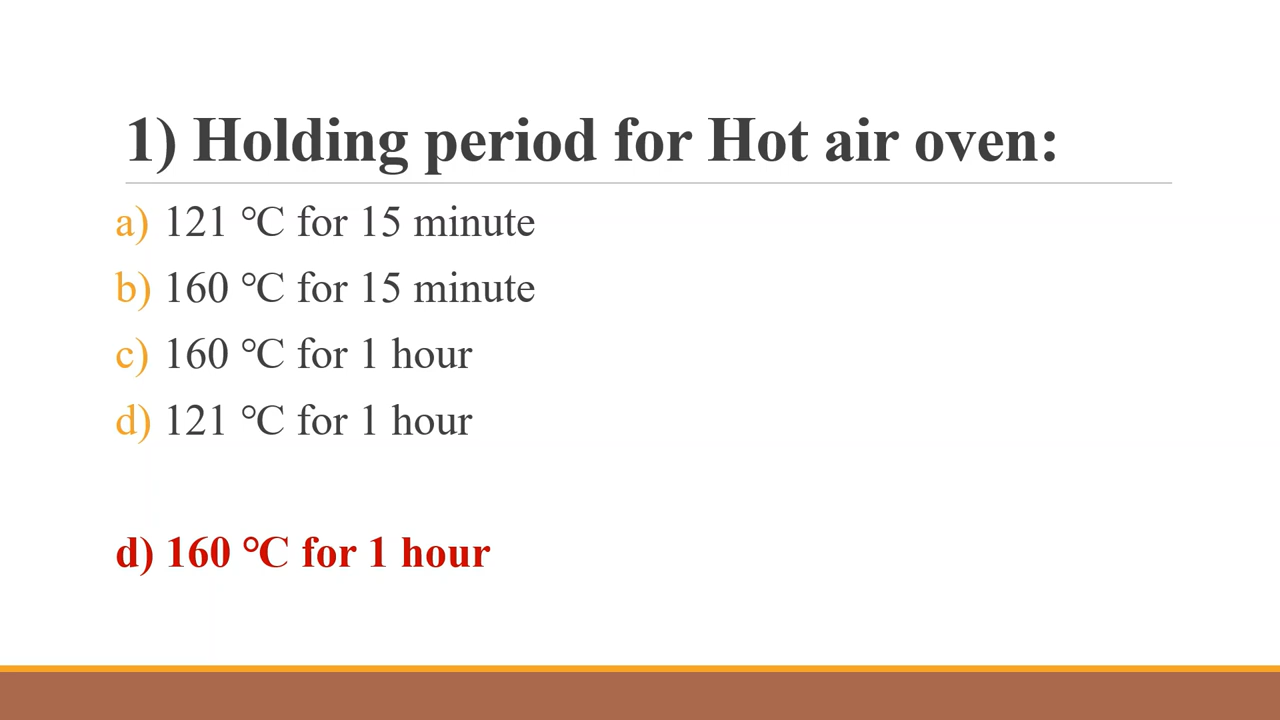 1) Holding period for Hot air oven:
a) 121 ℃ for 15 minute
b) 160 ℃ for 15 minute
c) 160 ℃ for 1 hour
d) 121 ℃ for 1 hour
d) 160 ℃ for 1 hour